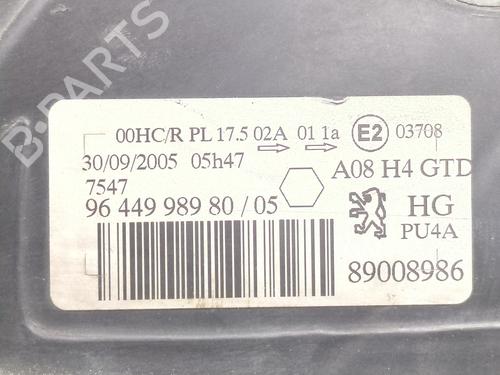 00HC/R PL 17.5 02A 01 1a E2 03708
30/09/2005 05h47
A08 H4 GTD
7547
96 449 989 80 / 05
HG
PU4A
89008986
B-PARTS